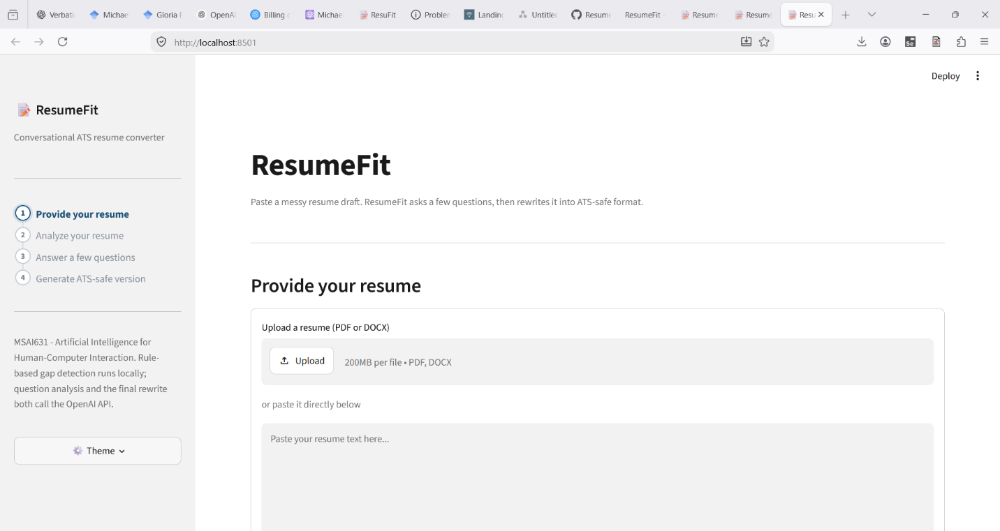 Verbati
Michae
Gloria F
OpenAI
Billing c
Michae
ResuFit
Problem
Landing
Untitled
Resume
ResumeFit
Resume
Resume
Resu
http://localhost:8501
Deploy
ResumeFit
Conversational ATS resume converter
1 Provide your resume
2 Analyze your resume
3 Answer a few questions
4 Generate ATS-safe version
MSAI631 - Artificial Intelligence for
Human-Computer Interaction. Rule-
based gap detection runs locally;
question analysis and the final rewrite
both call the OpenAI API.
Theme
ResumeFit
Paste a messy resume draft. ResumeFit asks a few questions, then rewrites it into ATS-safe format.
Provide your resume
Upload a resume (PDF or DOCX)
Upload
200MB per file • PDF, DOCX
or paste it directly below
Paste your resume text here...